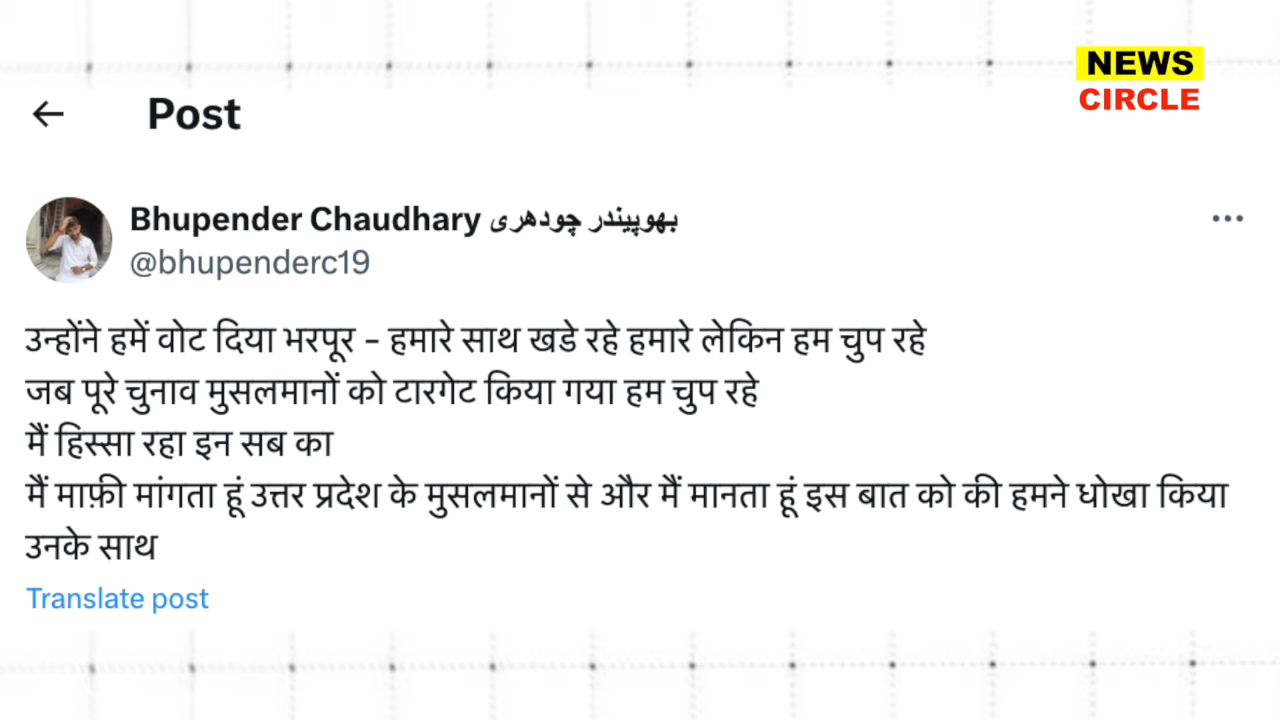 NEWS
CIRCLE
Post
Bhupender Chaudhary بھوپیندر چودھری
@bhupenderc19
उन्होंने हमें वोट दिया भरपूर - हमारे साथ खडे रहे हमारे लेकिन हम चुप रहे
जब पूरे चुनाव मुसलमानों को टारगेट किया गया हम चुप रहे
मैं हिस्सा रहा इन सब का
मैं माफ़ी मांगता हूं उत्तर प्रदेश के मुसलमानों से और मैं मानता हूं इस बात को की हमने धोखा किया
उनके साथ
Translate post